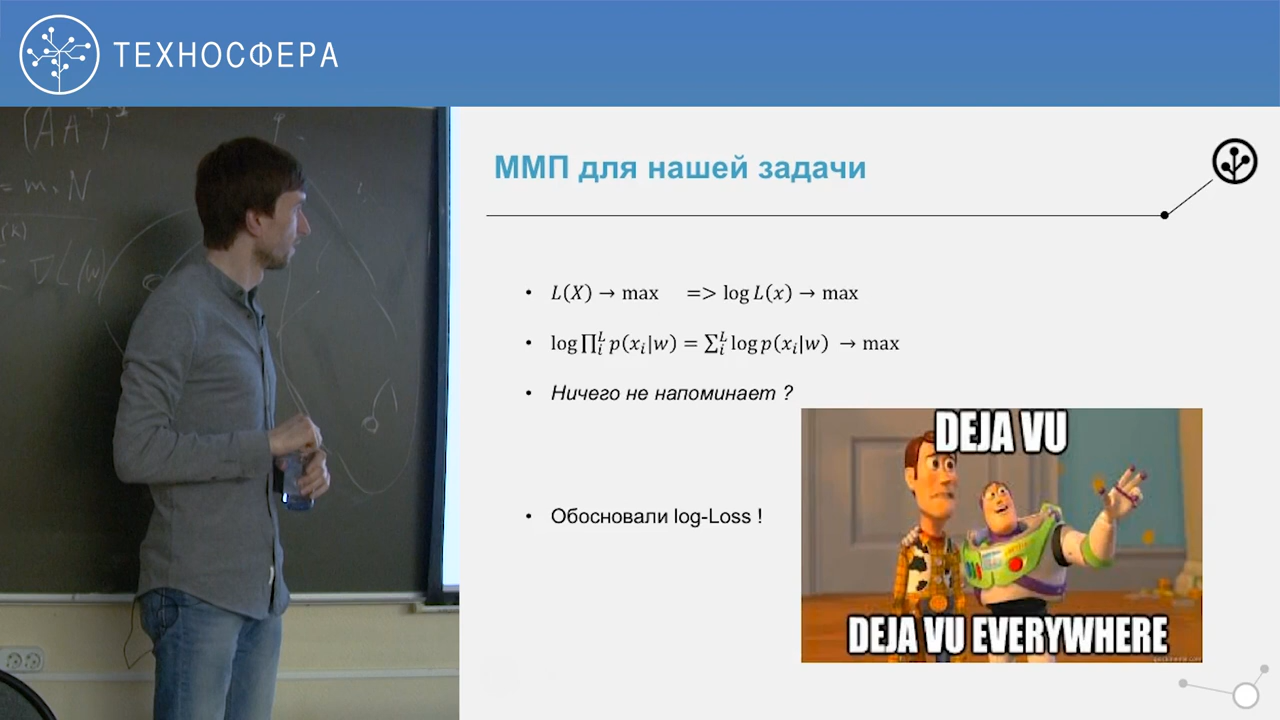 ТЕХНОСФЕРА
(AA
= m, N
∇L(w)
ММП для нашей задачи
• L(X) → max => log L(x) → max
• log ∏ᵢᴸ p(xᵢ|w) = ∑ᵢᴸ log p(xᵢ|w) → max
• Ничего не напоминает ?
DEJA VU
• Обосновали log-Loss !
DEJA VU EVERYWHERE